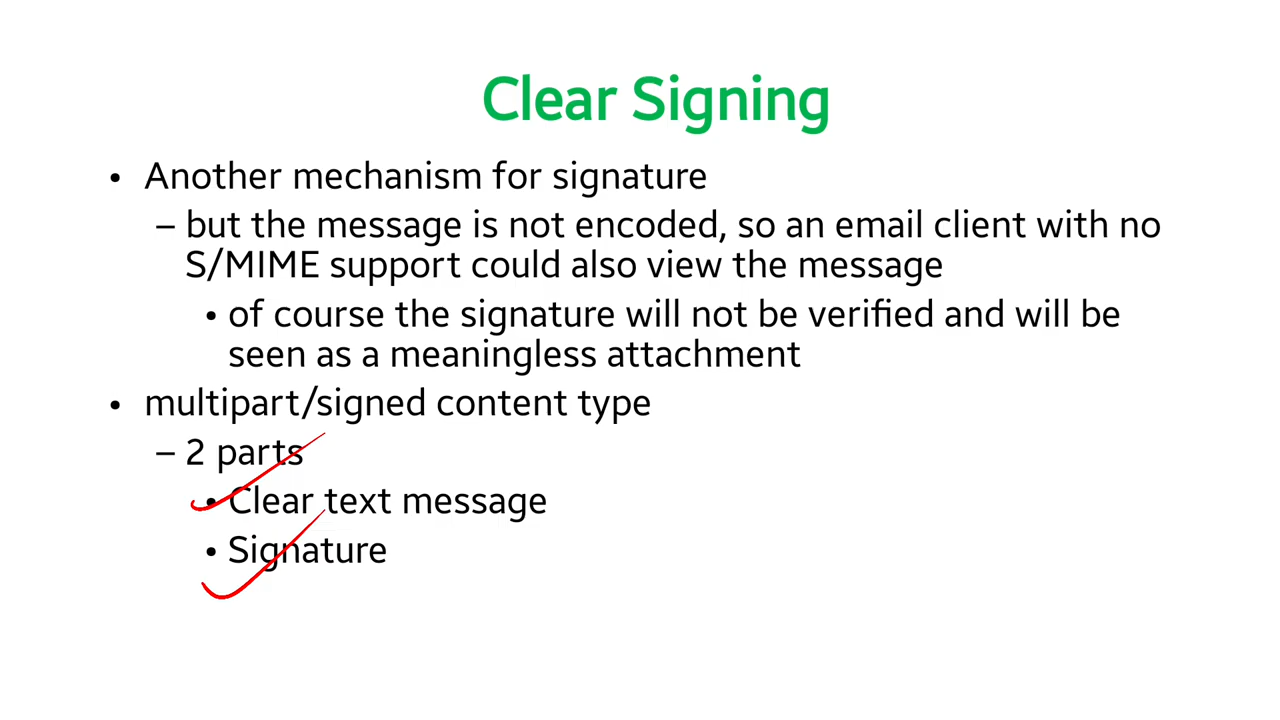 Clear Signing
• Another mechanism for signature
– but the message is not encoded, so an email client with no
S/MIME support could also view the message
• of course the signature will not be verified and will be
seen as a meaningless attachment
• multipart/signed content type
– 2 parts
• Clear text message
• Signature